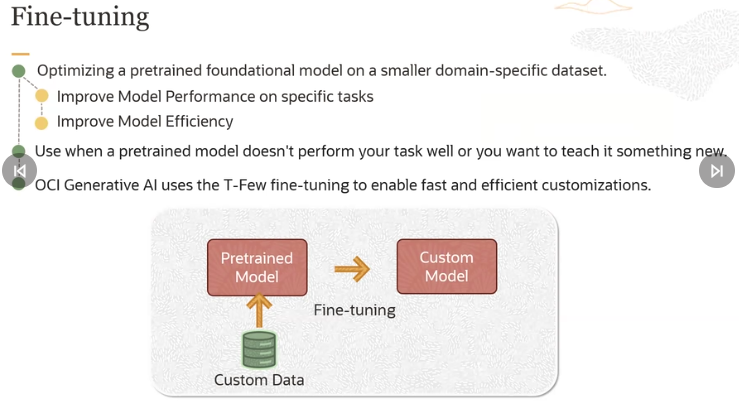 Fine-tuning
Optimizing a pretrained foundational model on a smaller domain-specific dataset.
Improve Model Performance on specific tasks
Improve Model Efficiency
Use when a pretrained model doesn't perform your task well or you want to teach it something new.
OCI Generative AI uses the T-Few fine-tuning to enable fast and efficient customizations.
Pretrained
Model
Custom
Model
Fine-tuning
Custom Data